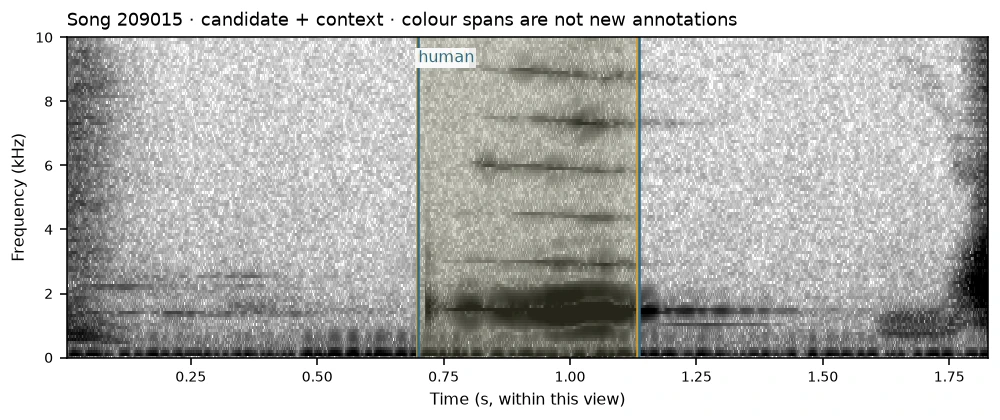 Song 209015 · candidate + context · colour spans are not new annotations
human
Frequency (kHz)
10
8
6
4
2
0
0.25 0.50 0.75 1.00 1.25 1.50 1.75
Time (s, within this view)